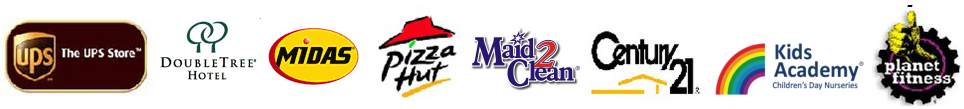 ups The UPS Store™
DOUBLETREE®
HOTEL
MIDAS®
Pizza
Hut®
Maid2
Clean®
Century
21®
Kids
Academy®
Children's Day Nurseries
planet
fitness®